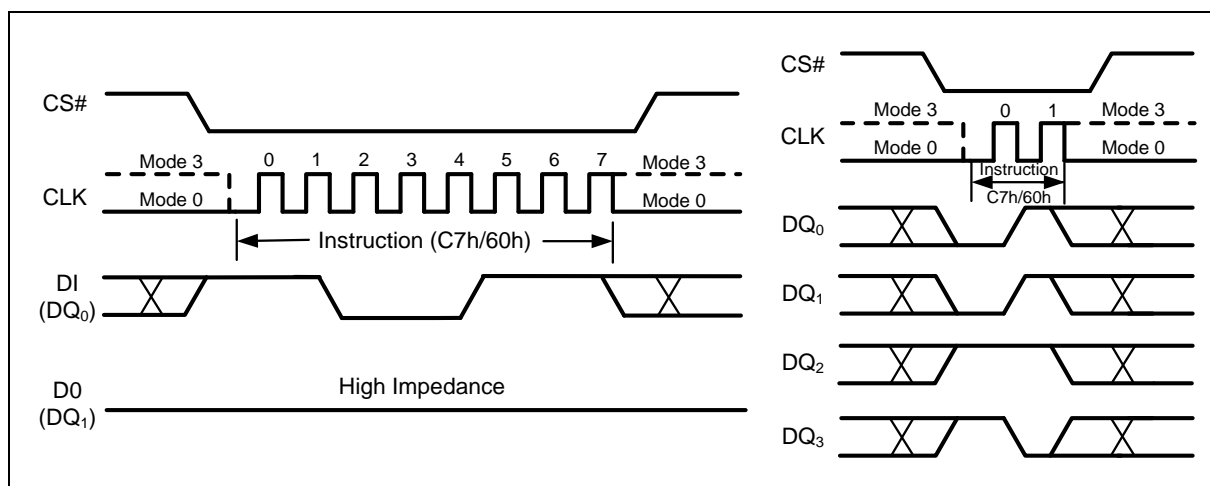 CS#
Mode 3 0 1 2 3 4 5 6 7 Mode 3
CLK
Mode 0 Mode 0
Instruction (C7h/60h)
DI
(DQ0)
High Impedance
D0
(DQ1)
CS#
Mode 3 0 1 Mode 3
CLK
Mode 0 Mode 0
Instruction
C7h/60h
DQ0
DQ1
DQ2
DQ3